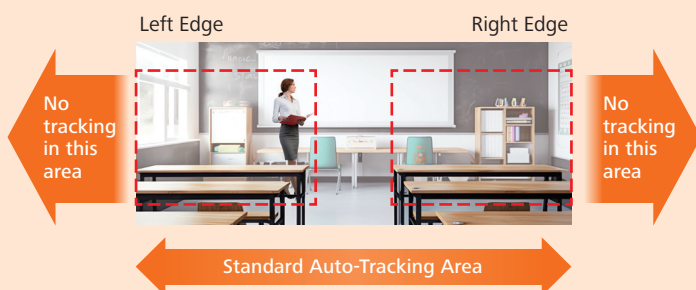 Left Edge
Right Edge
No
tracking
in this
area
No
tracking
in this
area
Standard Auto-Tracking Area